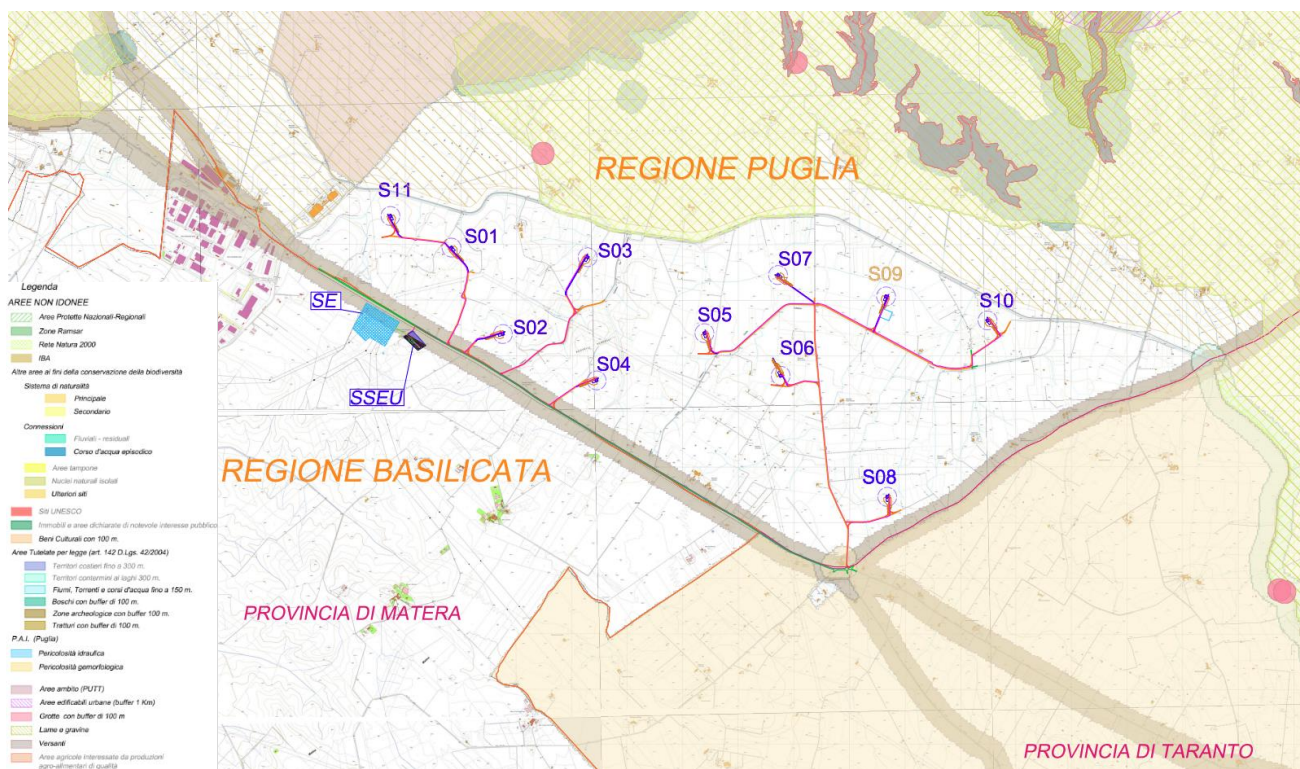 REGIONE PUGLIA
S11
S01
S03
S07
S09
S10
SE
S02
S05
S06
S04
SSEU
REGIONE BASILICATA
S08
PROVINCIA DI MATERA
PROVINCIA DI TARANTO
Legenda
AREE NON IDONEE
Aree Protette Nazionali-Regionali
Zone Ramsar
Rete Natura 2000
IBA
Altre aree ai fini della conservazione della biodiversità
Sistema di naturalità
Principale
Secondario
Connessioni
Fluviali - residuali
Corso d'acqua episodico
Aree tampone
Nuclei naturali isolati
Ulteriori siti
Siti UNESCO
Immobili e aree dichiarate di notevole interesse pubblico
Beni Culturali con 100 m.
Aree Tutelate per legge (art. 142 D.Lgs. 42/2004)
Territori costieri fino a 300 m.
Territori contermini ai laghi 300 m.
Fiumi, Torrenti e corsi d'acqua fino a 150 m.
Boschi con buffer di 100 m.
Zone archeologiche con buffer 100 m.
Tratturi con buffer di 100 m.
P.A.I. (Puglia)
Pericolosità idraulica
Pericolosità gemorfologica
Aree ambito (PUTT)
Aree edificabili urbane (buffer 1 Km)
Grotte con buffer di 100 m
Lame e gravine
Versanti
Aree agricole interessate da produzioni
agro-alimentari di qualità